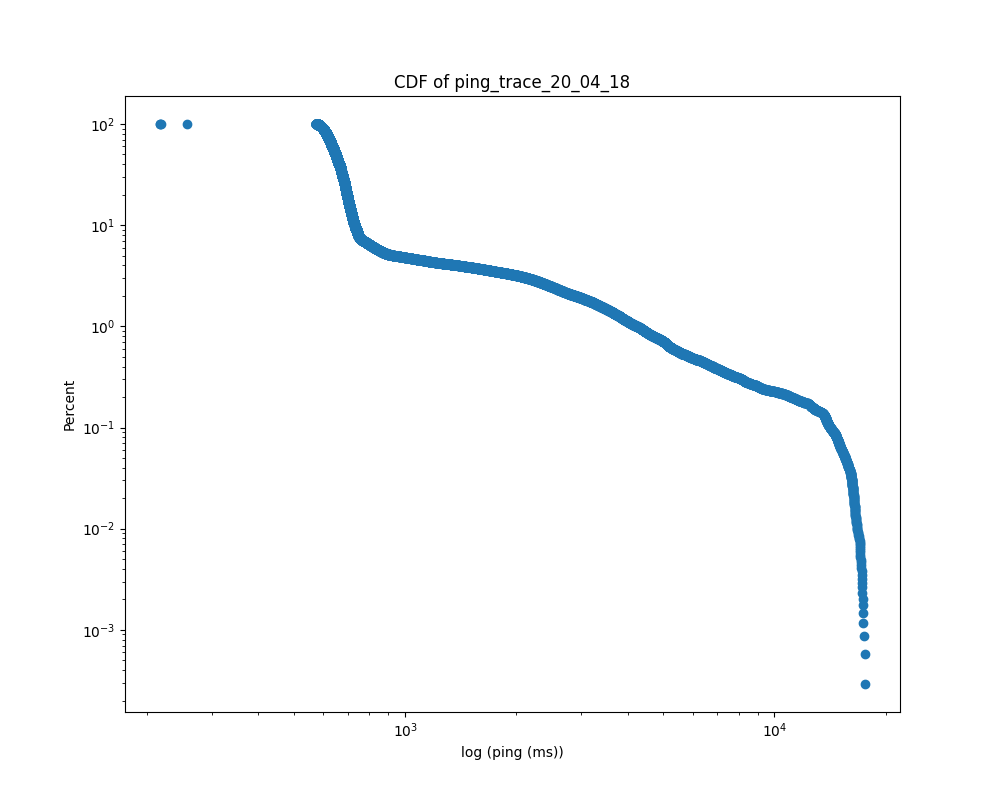 CDF of ping_trace_20_04_18
10²
10¹
10⁰
10⁻¹
10⁻²
10⁻³
Percent
10³
10⁴
log (ping (ms))